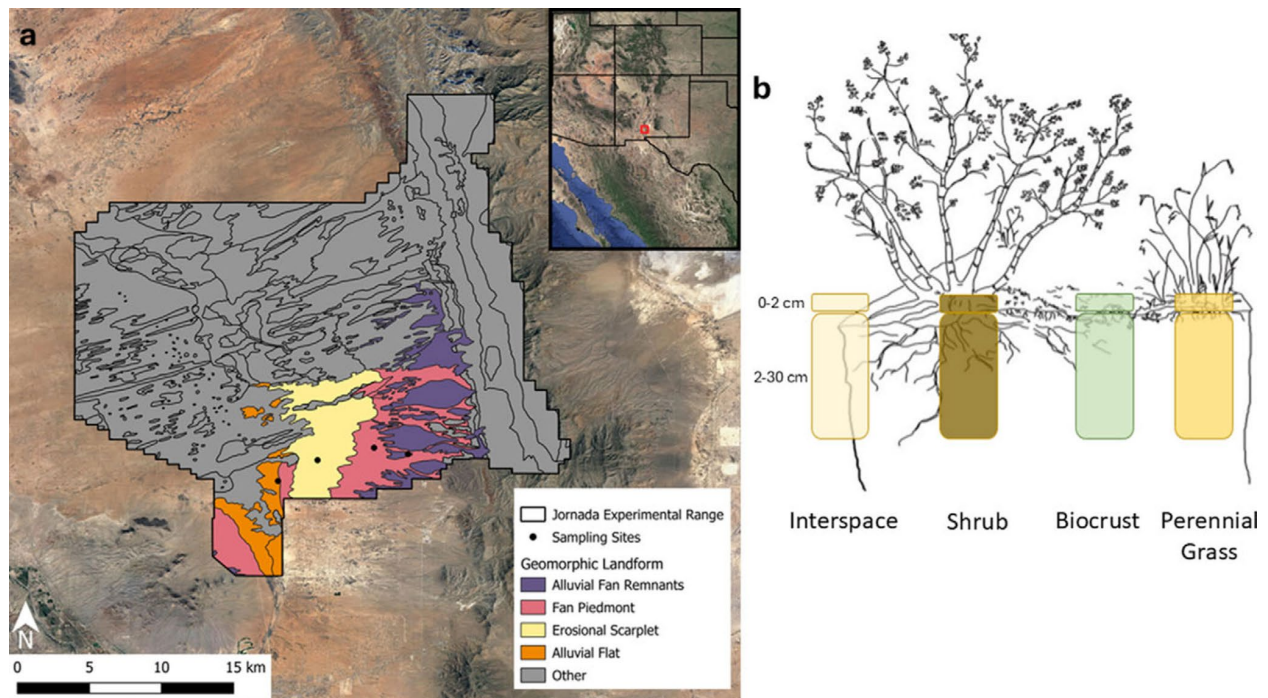 a
b
Jornada Experimental Range
Sampling Sites
Geomorphic Landform
Alluvial Fan Remnants
Fan Piedmont
Erosional Scarplet
Alluvial Flat
Other
N
0 5 10 15 km
0-2 cm
2-30 cm
Interspace Shrub Biocrust Perennial
Grass